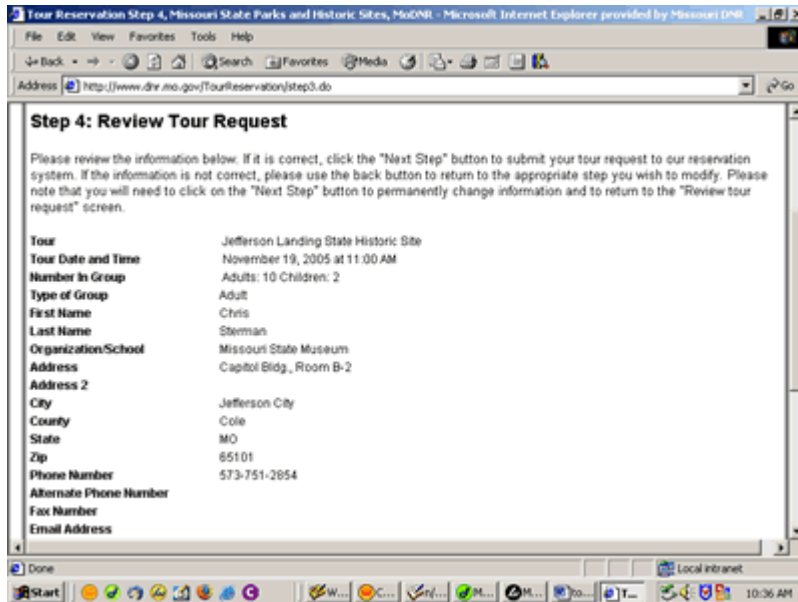 Tour Reservation Step 4, Missouri State Parks and Historic Sites, MoDNR - Microsoft Internet Explorer provided by Missouri DNR
File Edit View Favorites Tools Help
Back Search Favorites Media
Address http://www.dnr.mo.gov/TourReservation/step3.do Go
Step 4: Review Tour Request
Please review the information below. If it is correct, click the "Next Step" button to submit your tour request to our reservation
system. If the information is not correct, please use the back button to return to the appropriate step you wish to modify. Please
note that you will need to click on the "Next Step" button to permanently change information and to return to the "Review tour
request" screen.
Tour Jefferson Landing State Historic Site
Tour Date and Time November 19, 2005 at 11:00 AM
Number In Group Adults: 10 Children: 2
Type of Group Adult
First Name Chris
Last Name Sterman
Organization/School Missouri State Museum
Address Capitol Bldg., Room B-2
Address 2
City Jefferson City
County Cole
State MO
Zip 65101
Phone Number 573-751-2854
Alternate Phone Number
Fax Number
Email Address
Done Local intranet
Start W... C... M... M... T... 10:36 AM